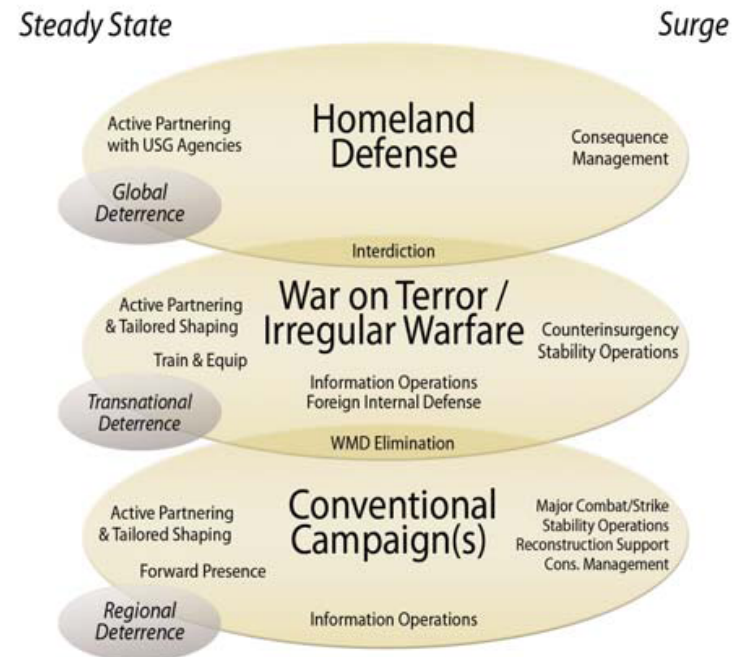 Steady State
Surge
Homeland
Defense
Active Partnering
with USG Agencies
Consequence
Management
Global
Deterrence
Interdiction
War on Terror /
Irregular Warfare
Active Partnering
& Tailored Shaping
Train & Equip
Counterinsurgency
Stability Operations
Information Operations
Foreign Internal Defense
Transnational
Deterrence
WMD Elimination
Conventional
Campaign(s)
Active Partnering
& Tailored Shaping
Forward Presence
Major Combat/Strike
Stability Operations
Reconstruction Support
Cons. Management
Regional
Deterrence
Information Operations